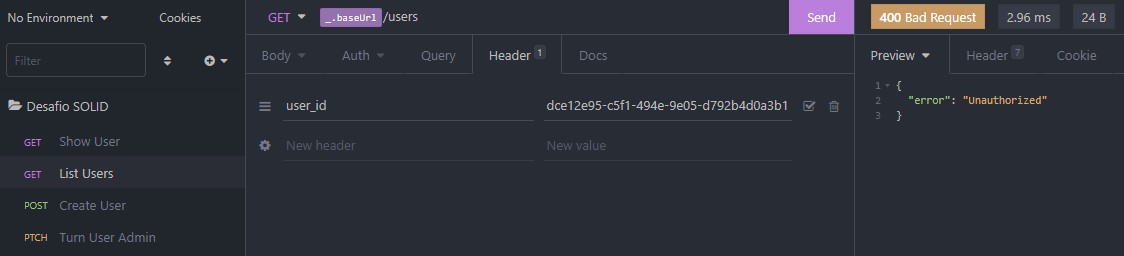 No Environment Cookies
Filter
Desafio SOLID
GET Show User
GET List Users
POST Create User
PTCH Turn User Admin
GET _.baseUrl /users Send
Body Auth Query Header 1 Docs
user_id dce12e95-c5f1-494e-9e05-d792b4d0a3b1
New header New value
400 Bad Request 2.96 ms 24 B
Preview Header 7 Cookie
1 {
2 "error": "Unauthorized"
3 }